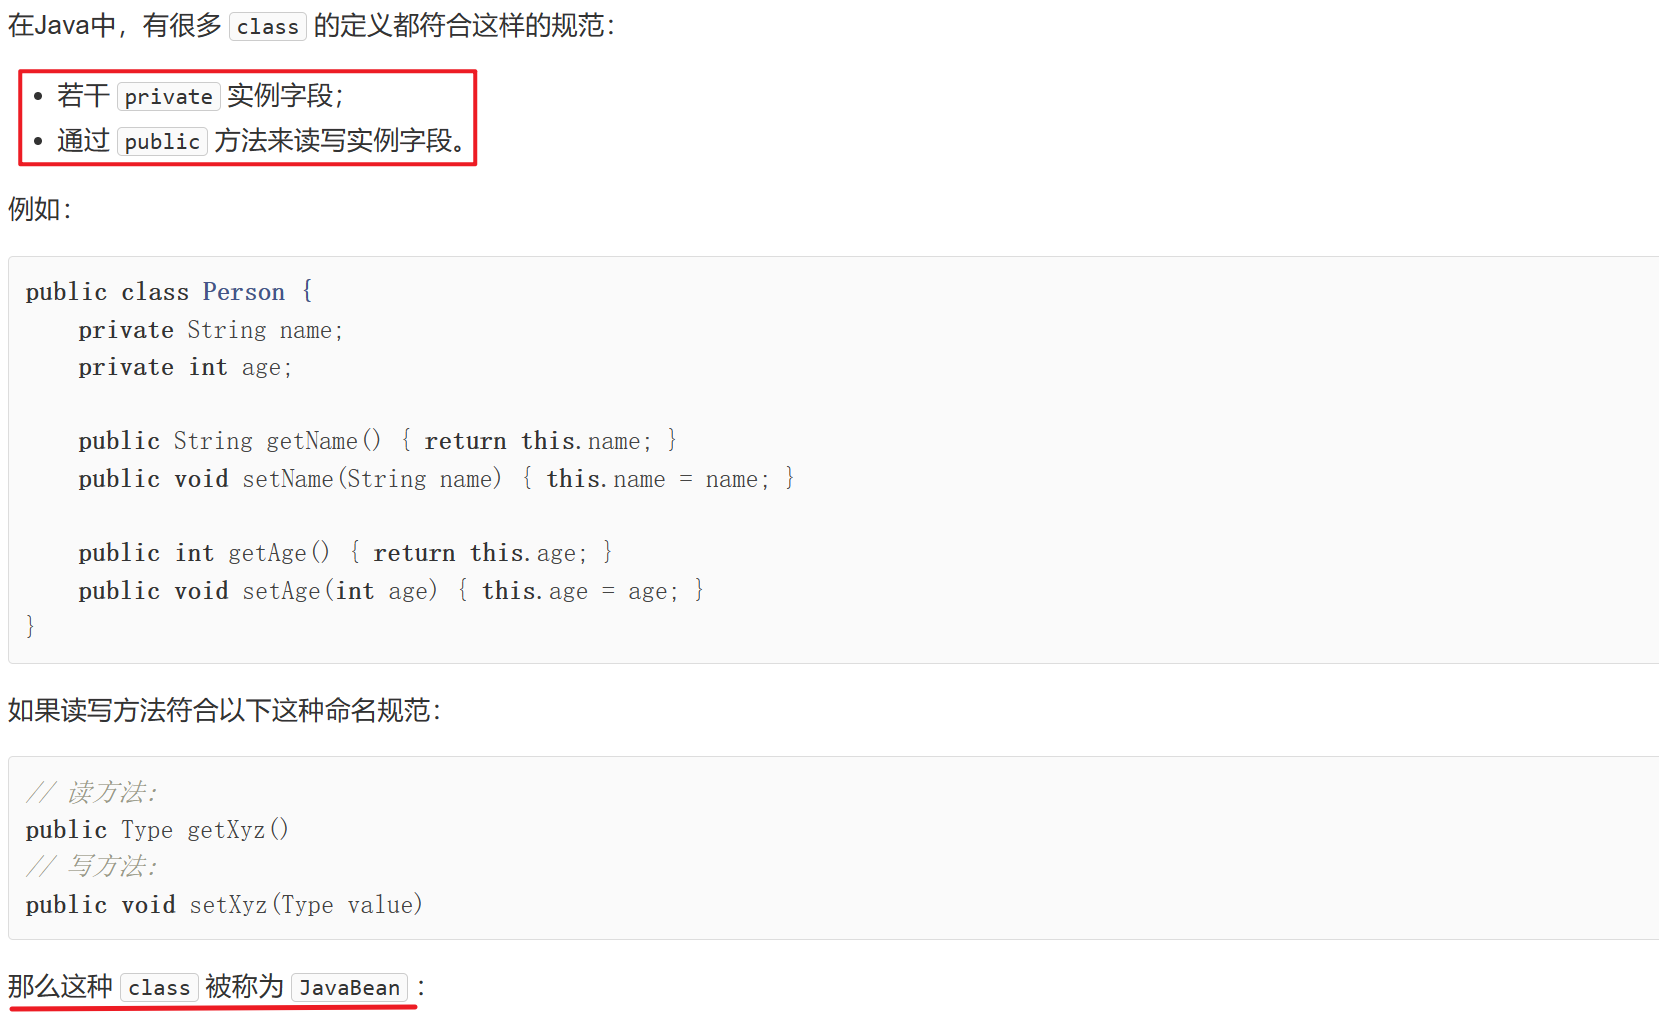 在Java中，有很多 class 的定义都符合这样的规范：
• 若干 private 实例字段；
• 通过 public 方法来读写实例字段。
例如：
public class Person {
    private String name;
    private int age;
    public String getName() { return this.name; }
    public void setName(String name) { this.name = name; }
    public int getAge() { return this.age; }
    public void setAge(int age) { this.age = age; }
}
如果读写方法符合以下这种命名规范：
// 读方法:
public Type getXyz()
// 写方法:
public void setXyz(Type value)
那么这种 class 被称为 JavaBean ：